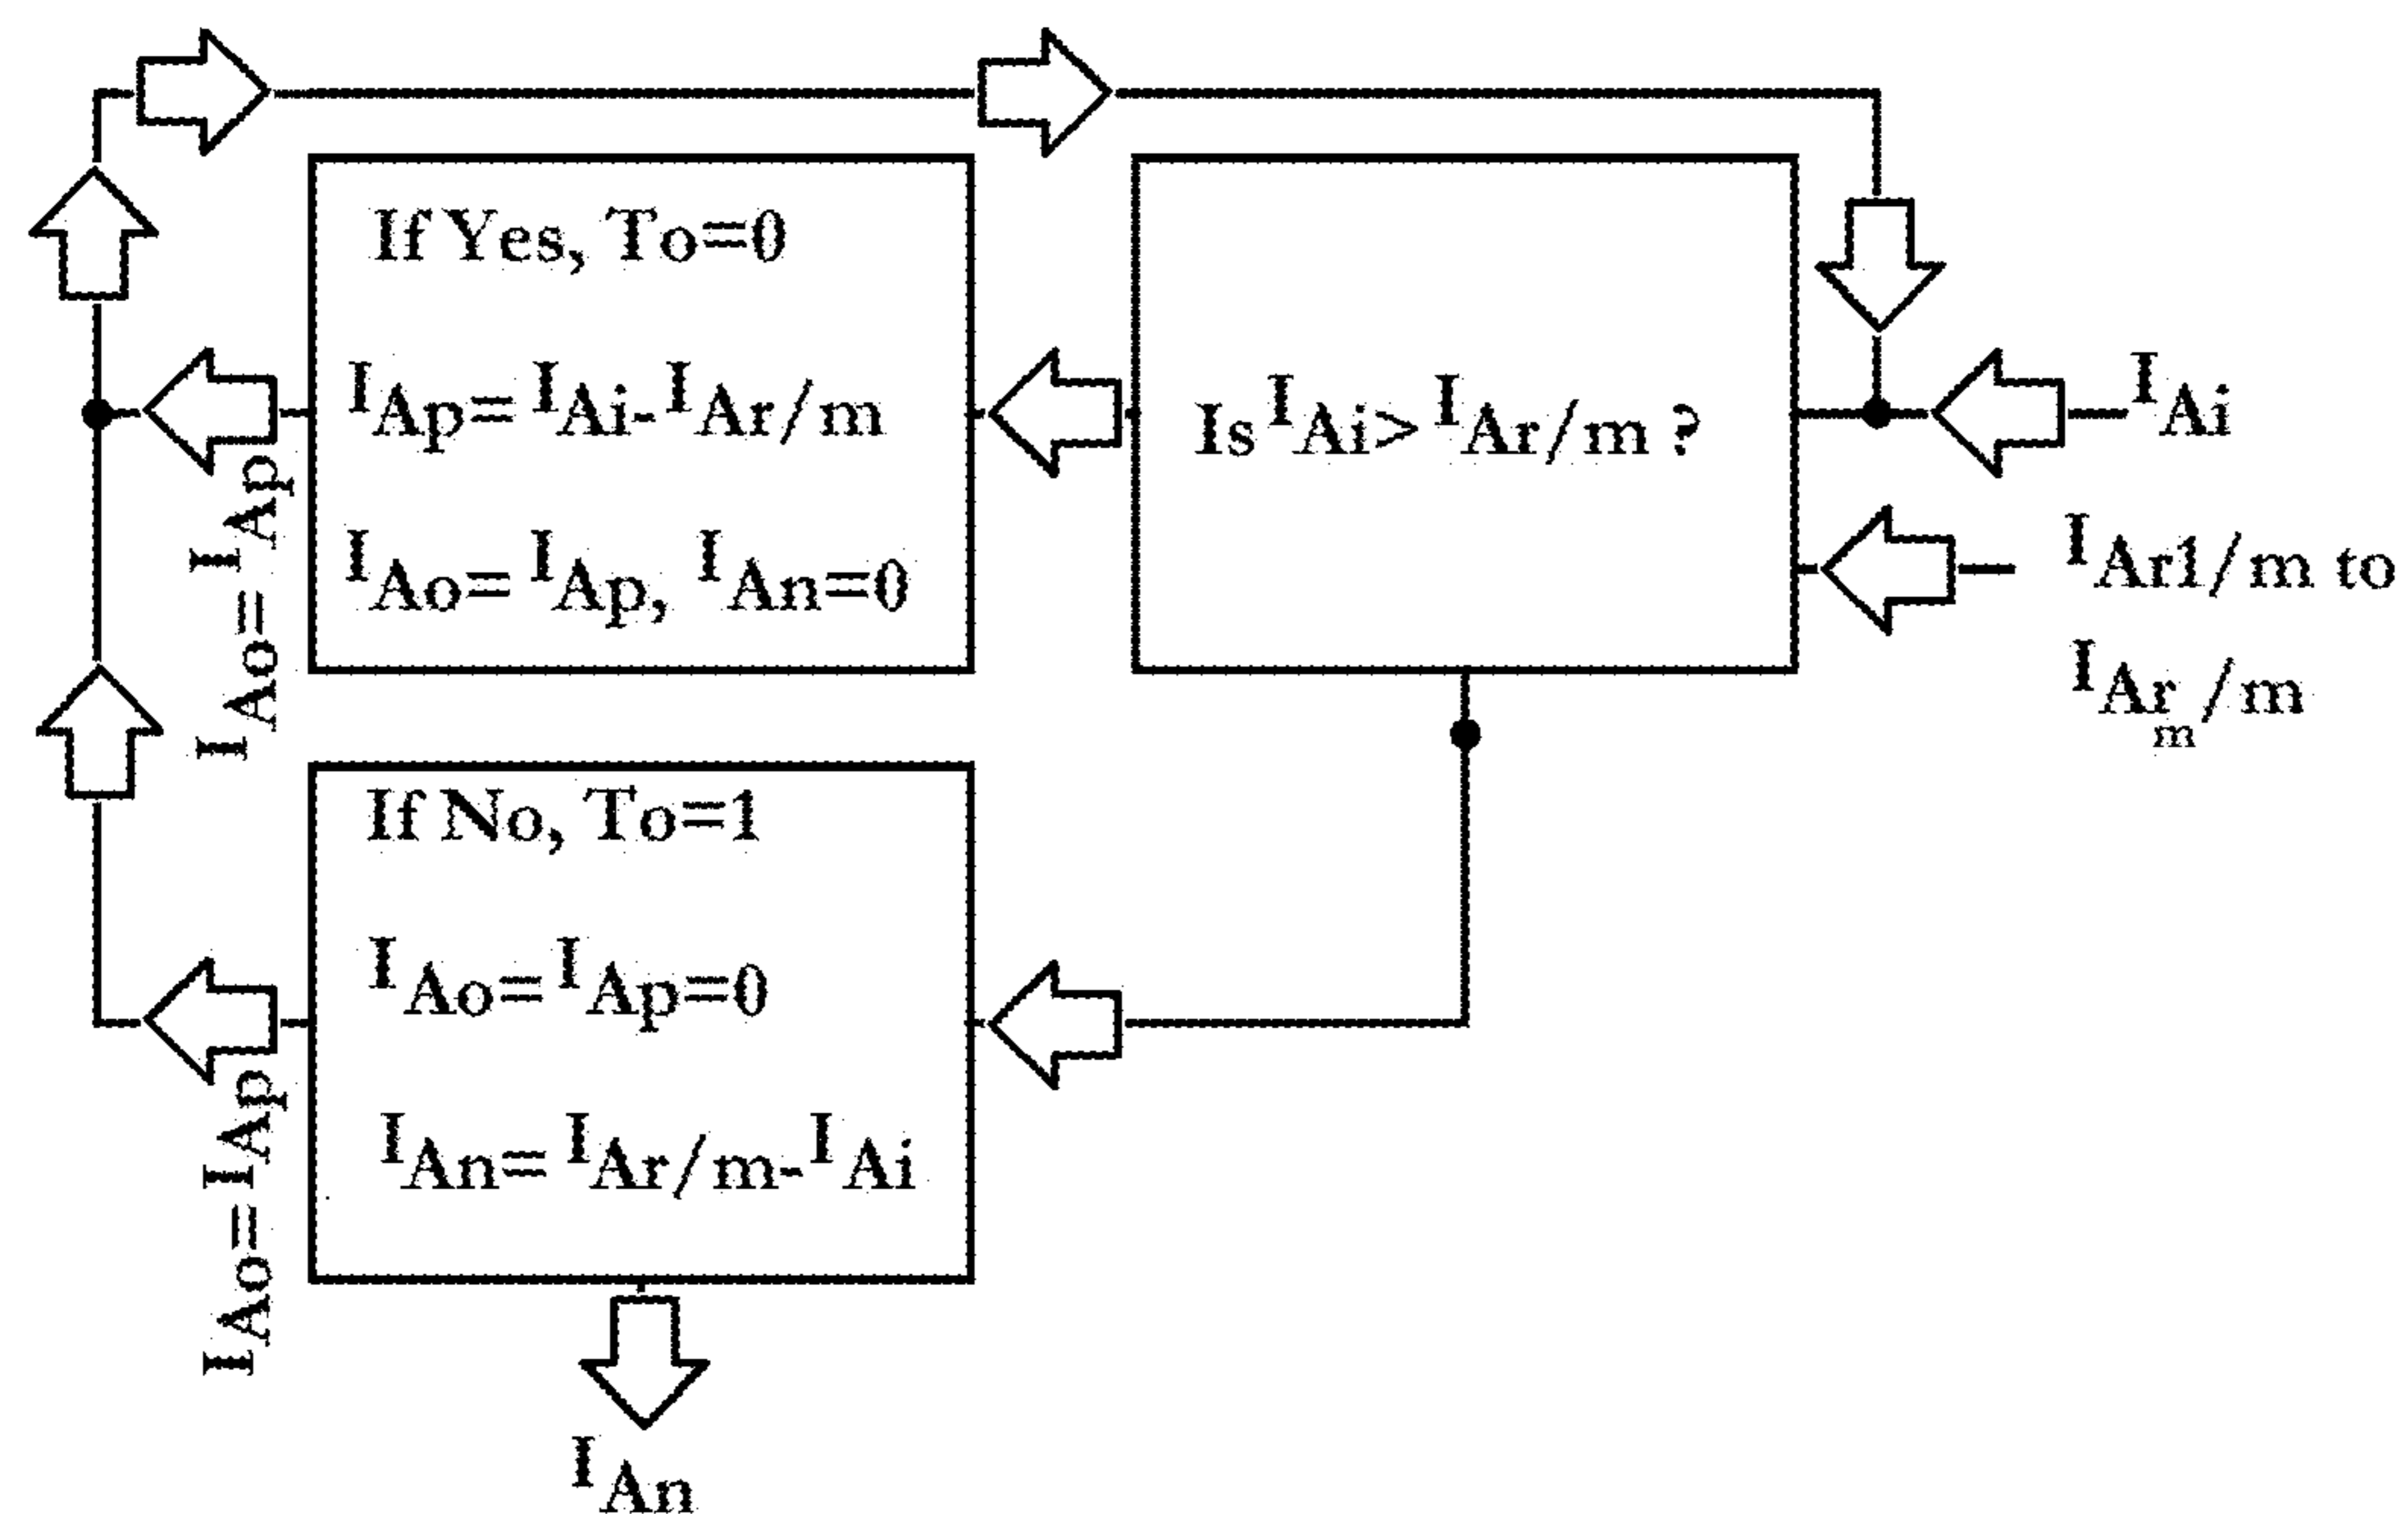 If Yes, To=0
IAp= IAi-IAr/m
IAo= IAp, IAn=0
Is IAi> IAr/m ?
IAi
IAr1/m to
IArm/m
IAo= IAp
If No, To=1
IAo=IAp=0
IAn= IAr/m-IAi
IAo=IAp
IAn